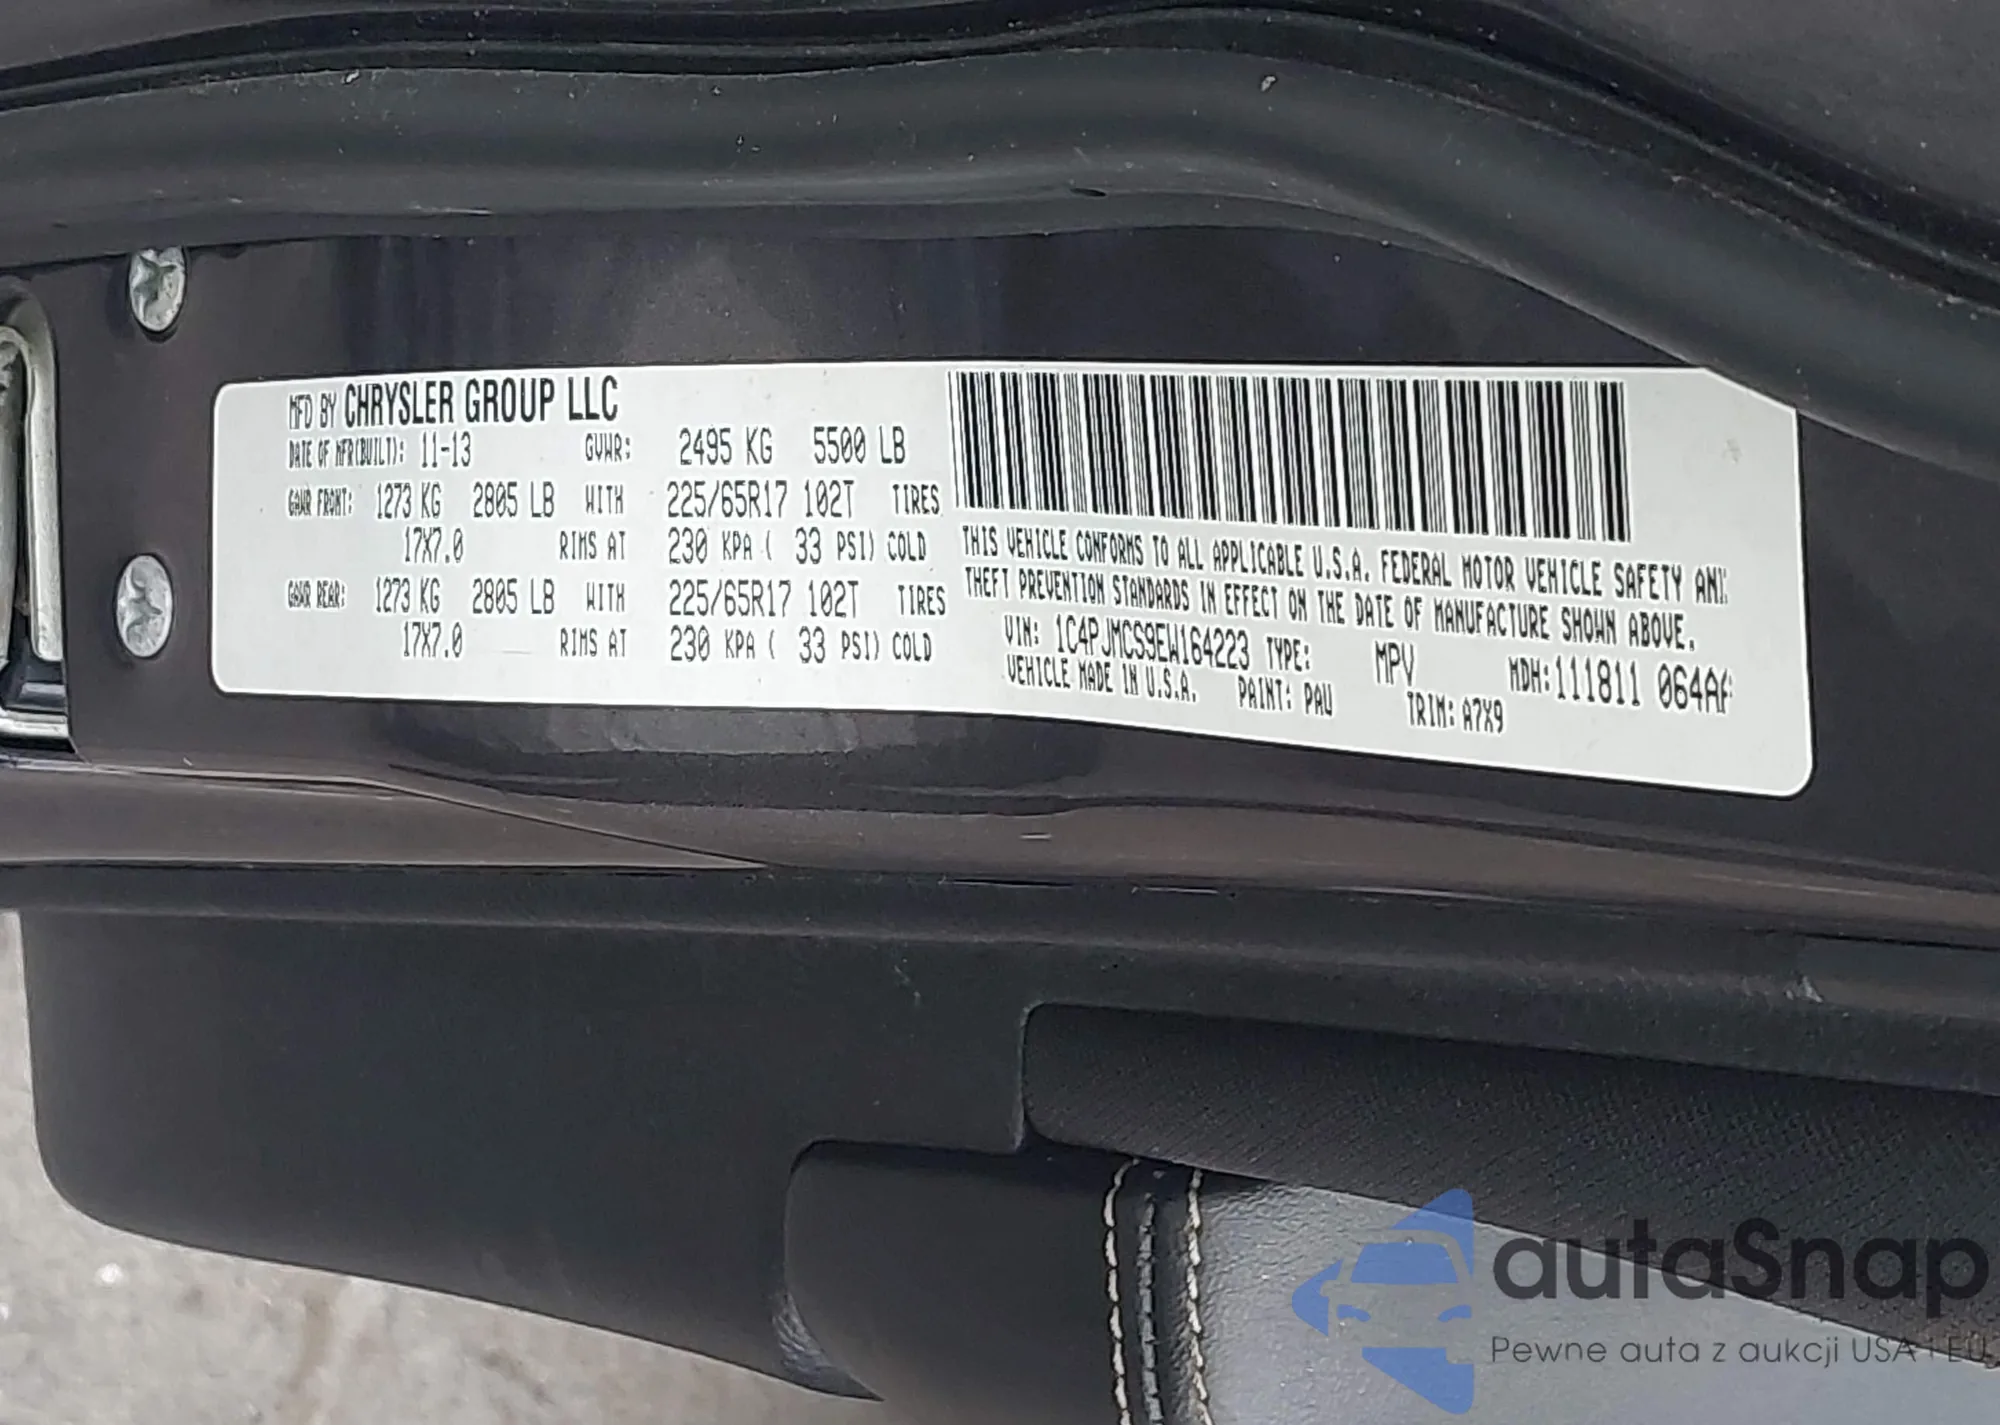 MFD BY CHRYSLER GROUP LLC
DATE OF MFR(BUILT): 11-13 GVWR: 2495 KG 5500 LB
GAWR FRONT: 1273 KG 2805 LB WITH 225/65R17 102T TIRES
17X7.0 RIMS AT 230 KPA ( 33 PSI) COLD
GAWR REAR: 1273 KG 2805 LB WITH 225/65R17 102T TIRES
17X7.0 RIMS AT 230 KPA ( 33 PSI) COLD
THIS VEHICLE CONFORMS TO ALL APPLICABLE U.S.A. FEDERAL MOTOR VEHICLE SAFETY AND
THEFT PREVENTION STANDARDS IN EFFECT ON THE DATE OF MANUFACTURE SHOWN ABOVE.
VIN: 1C4PJMCS9EW164223 TYPE: MPV MDH: 111811 064A
VEHICLE MADE IN U.S.A. PAINT: PAU TRIM: A7X9
autaSnap
Pewne auta z aukcji USA i EU